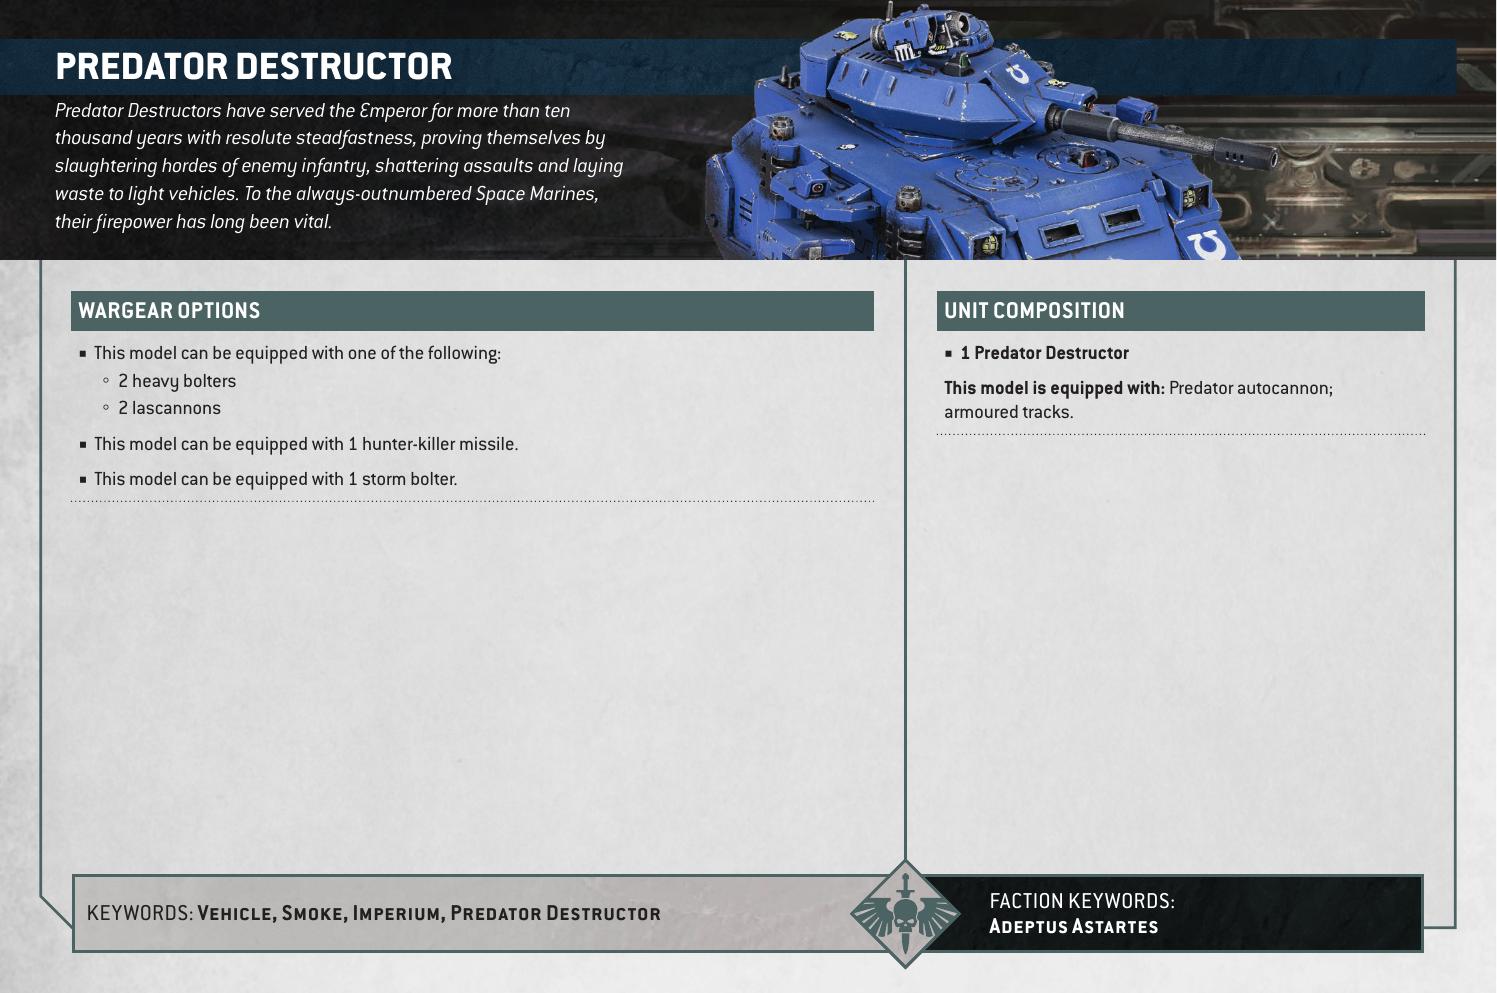 PREDATOR DESTRUCTOR
Predator Destructors have served the Emperor for more than ten
thousand years with resolute steadfastness, proving themselves by
slaughtering hordes of enemy infantry, shattering assaults and laying
waste to light vehicles. To the always-outnumbered Space Marines,
their firepower has long been vital.
WARGEAR OPTIONS
▪ This model can be equipped with one of the following:
◦ 2 heavy bolters
◦ 2 lascannons
▪ This model can be equipped with 1 hunter-killer missile.
▪ This model can be equipped with 1 storm bolter.
UNIT COMPOSITION
▪ 1 Predator Destructor
This model is equipped with: Predator autocannon;
armoured tracks.
KEYWORDS: Vehicle, Smoke, Imperium, Predator Destructor
FACTION KEYWORDS:
Adeptus Astartes